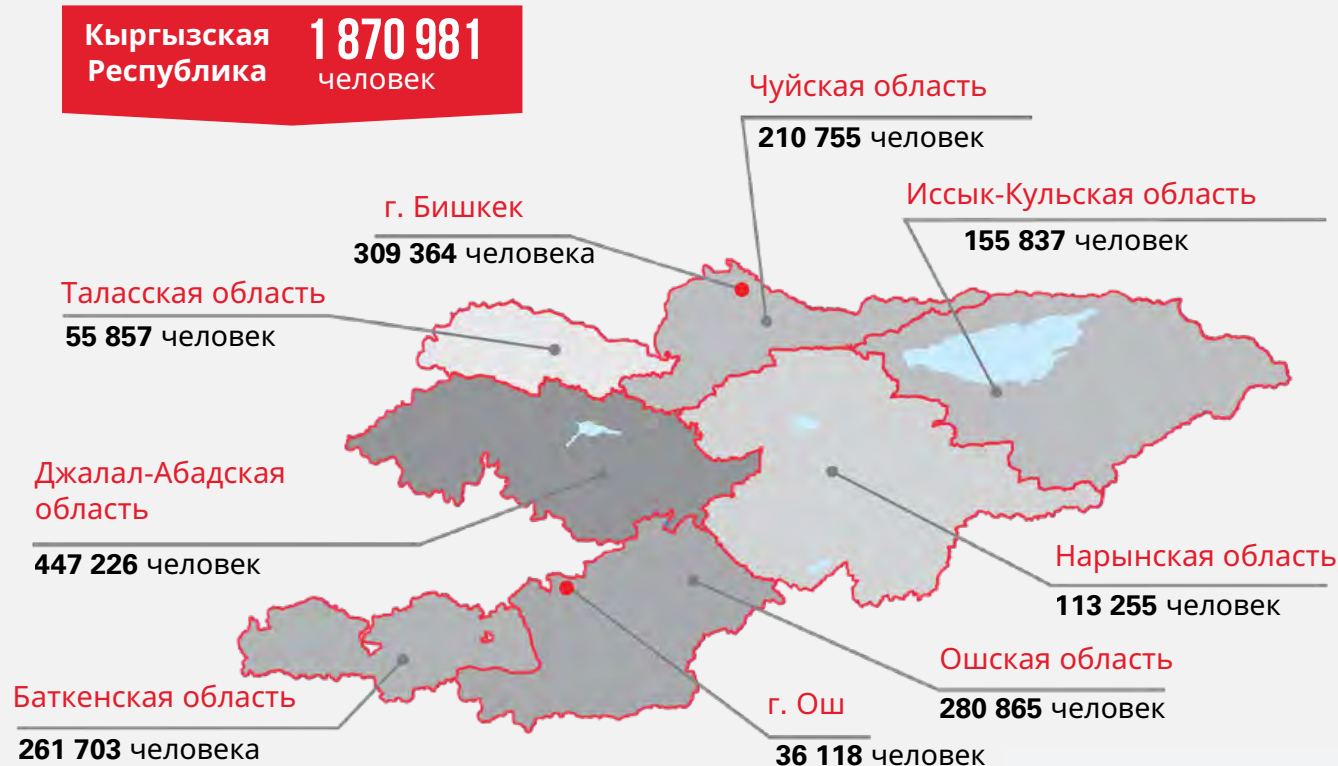 Кыргызская
Республика
1 870 981
человек
Чуйская область
210 755 человек
Иссык-Кульская область
155 837 человек
г. Бишкек
309 364 человека
Таласская область
55 857 человек
Джалал-Абадская
область
447 226 человек
Нарынская область
113 255 человек
Ошская область
280 865 человек
Баткенская область
261 703 человека
г. Ош
36 118 человек